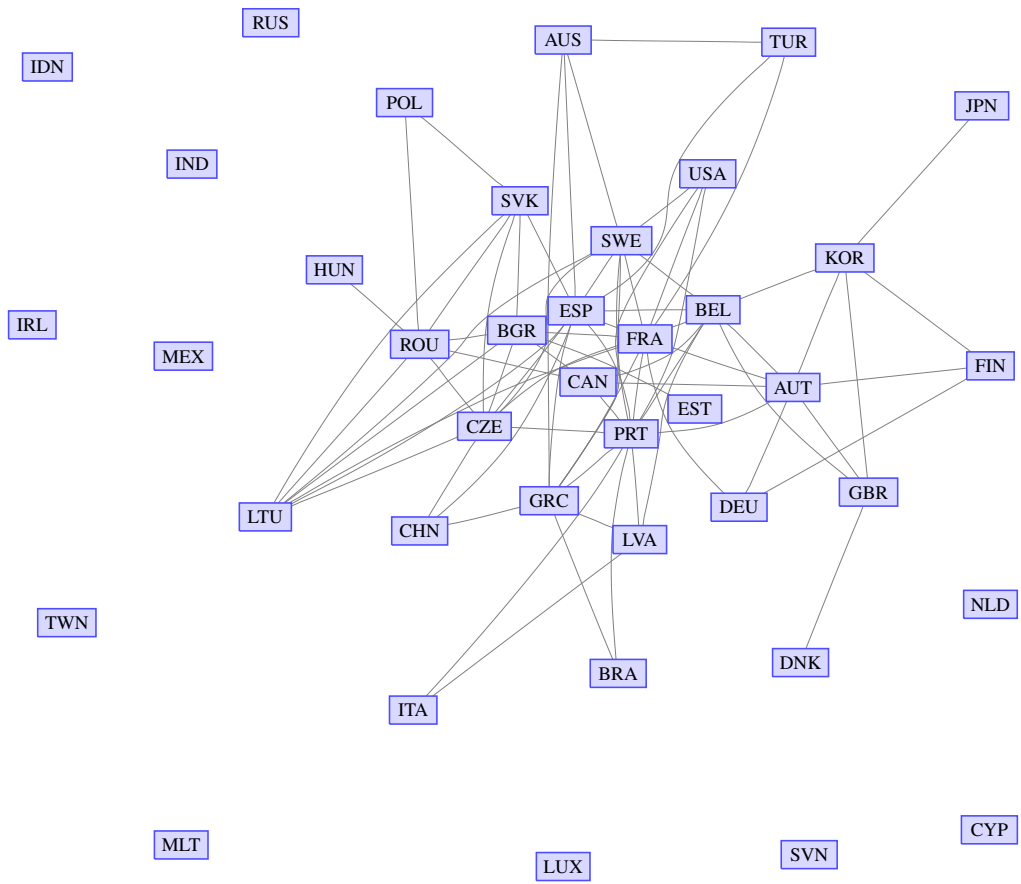 RUS
AUS
TUR
IDN
POL
JPN
IND
USA
SVK
SWE
KOR
HUN
ESP
BEL
IRL
BGR
FRA
ROU
MEX
FIN
CAN
AUT
EST
CZE
PRT
GBR
GRC
DEU
LTU
CHN
LVA
NLD
TWN
DNK
BRA
ITA
CYP
MLT
SVN
LUX